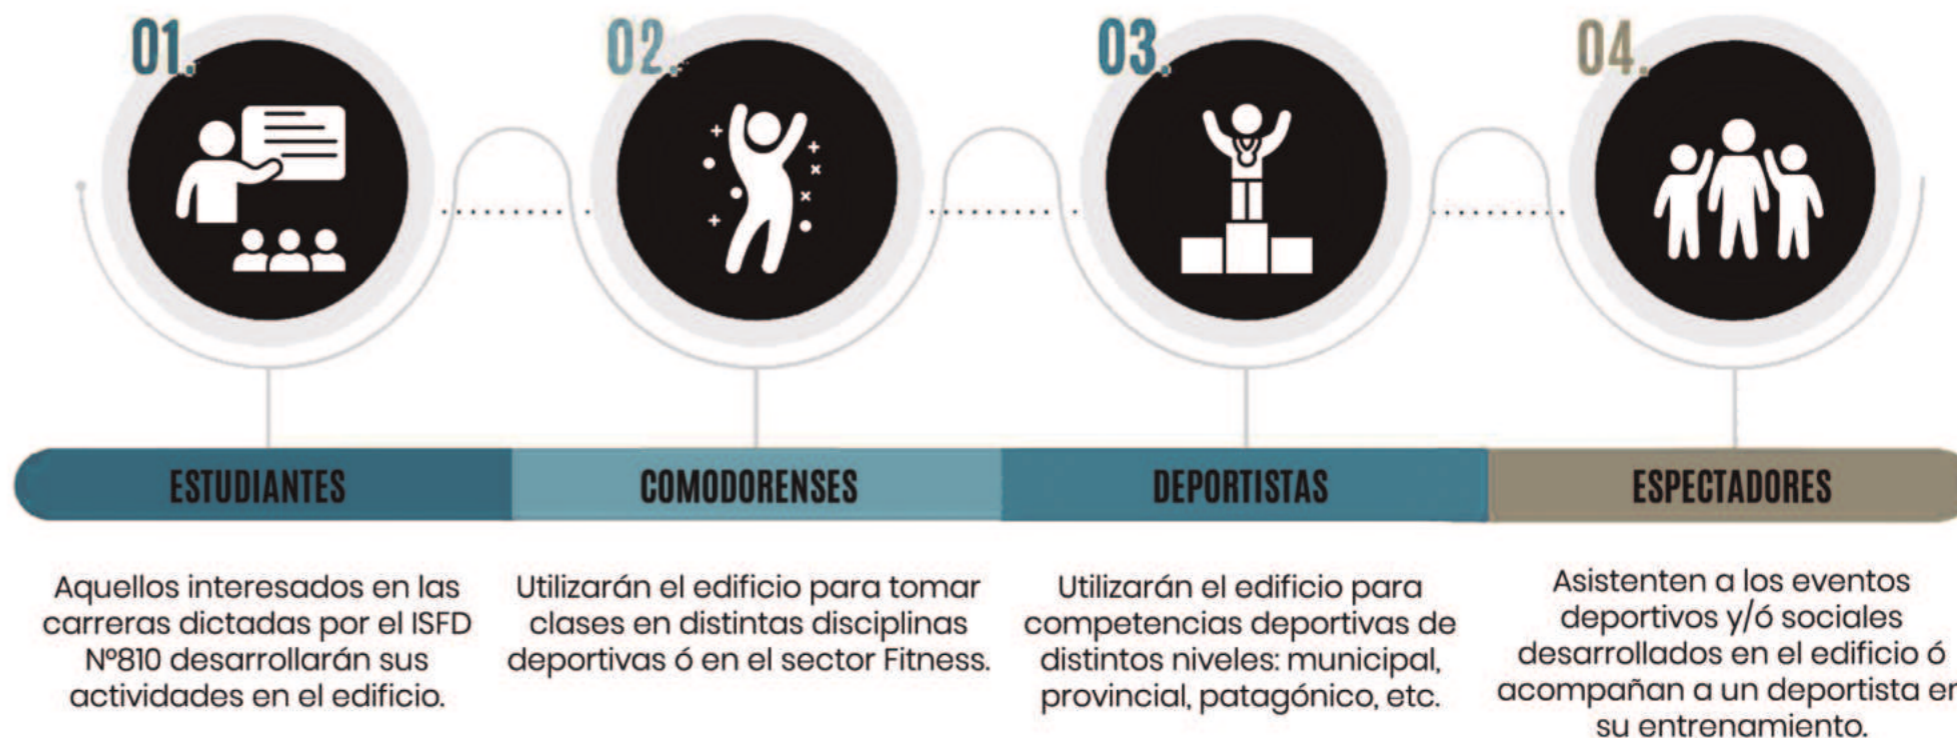 01.
02.
03.
04.
ESTUDIANTES
COMODORENSES
DEPORTISTAS
ESPECTADORES
Aquellos interesados en las
carreras dictadas por el ISFD
Nº810 desarrollarán sus
actividades en el edificio.
Utilizarán el edificio para tomar
clases en distintas disciplinas
deportivas ó en el sector Fitness.
Utilizarán el edificio para
competencias deportivas de
distintos niveles: municipal,
provincial, patagónico, etc.
Asistenten a los eventos
deportivos y/ó sociales
desarrollados en el edificio ó
acompañan a un deportista en
su entrenamiento.